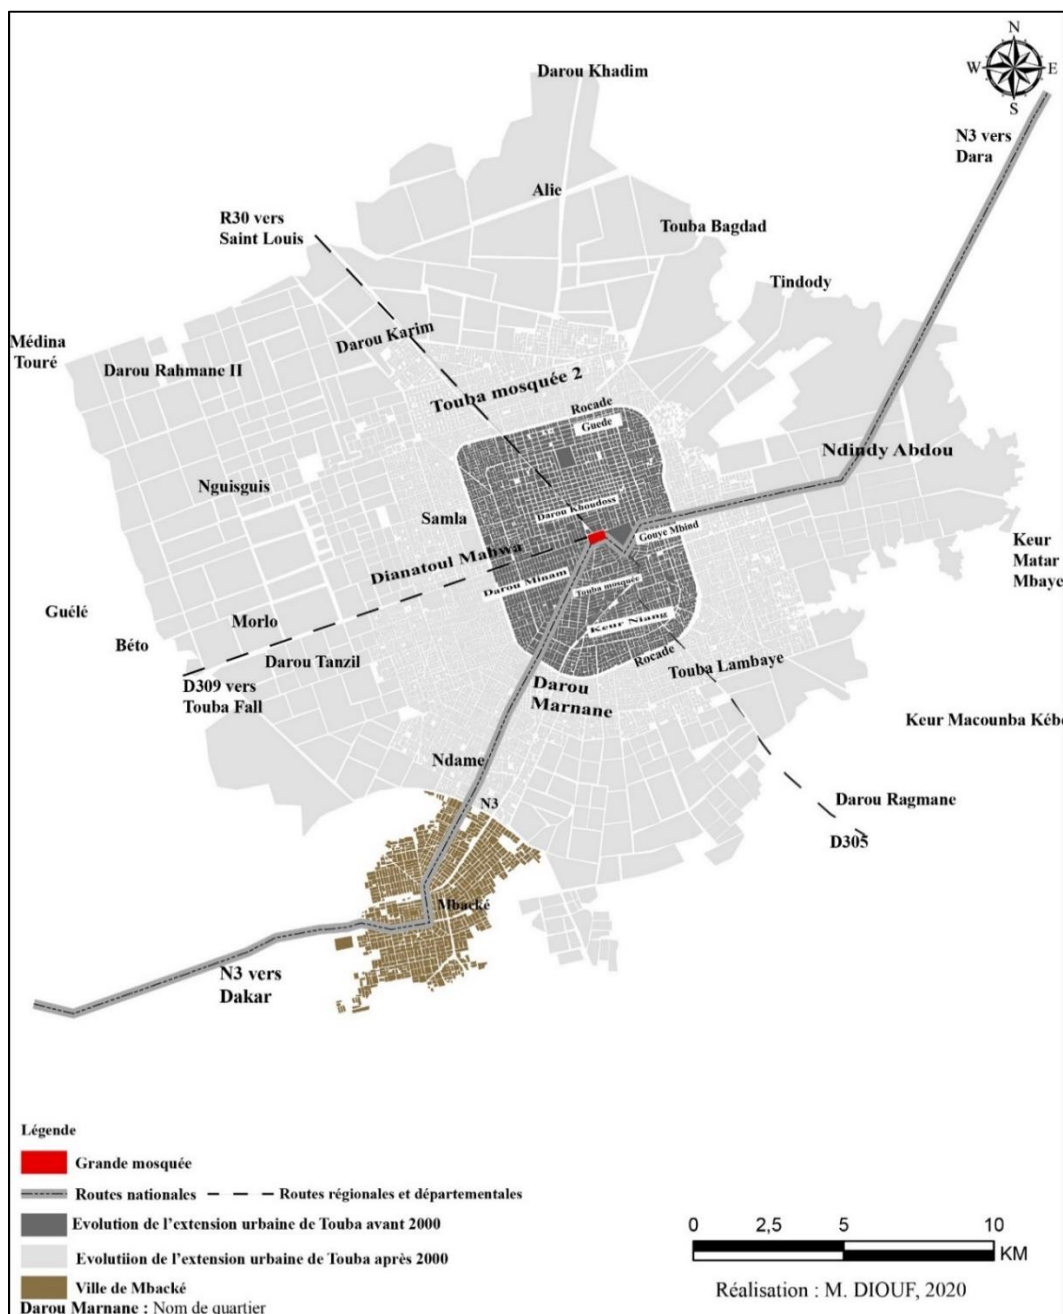 N
W E
S
Darou Khadim
N3 vers
Dara
Alie
R30 vers
Saint Louis
Touba Bagdad
Tindody
Médina
Touré
Darou Karim
Darou Rahmane II
Touba mosquée 2
Rocade
Guede
Ndindy Abdou
Nguisguis
Samla
Darou Khoudoss
Gouye Mbind
Keur
Matar
Mbaye
Dianatoul Mahwa
Darou Minam
Touba mosquée
Guélé
Morlo
Keur Niang
Béto
Darou Tanzil
Rocade
Touba Lambaye
D309 vers
Touba Fall
Darou
Marnane
Keur Macounba Kébé
Ndame
N3
Darou Ragmane
D305
Mbacké
N3 vers
Dakar
Légende
Grande mosquée
Routes nationales
Routes régionales et départementales
Evolution de l'extension urbaine de Touba avant 2000
Evolutiion de l'extension urbaine de Touba après 2000
Ville de Mbacké
Darou Marnane : Nom de quartier
0 2,5 5 10
KM
Réalisation : M. DIOUF, 2020